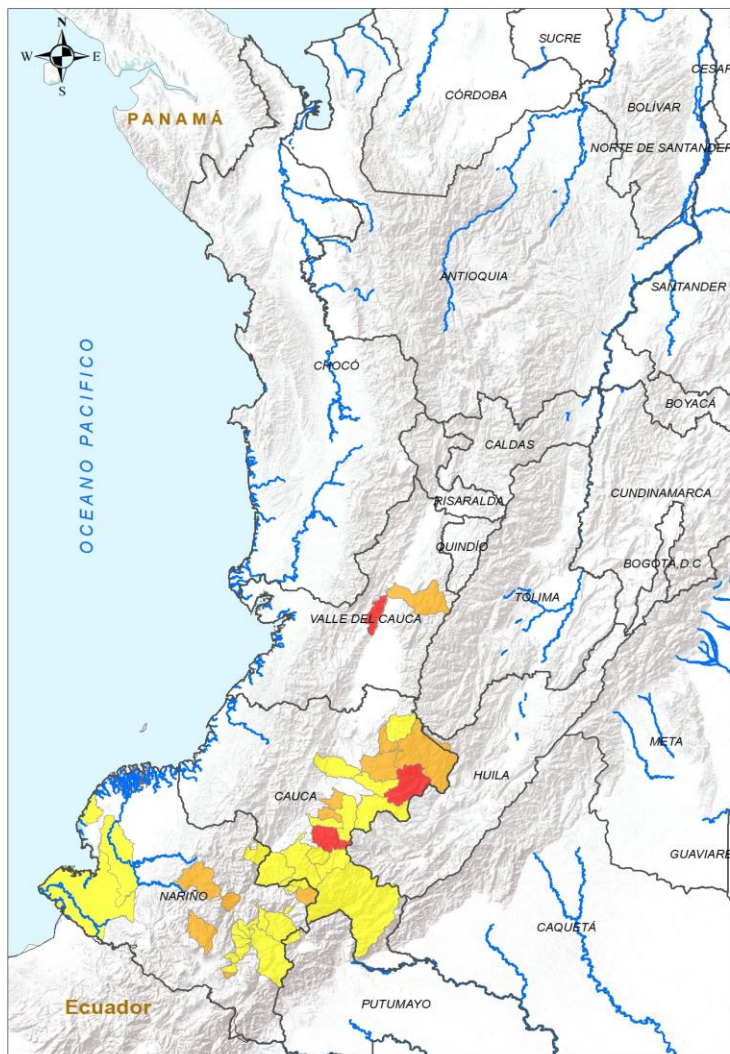 N
W E
S
PANAMÁ
SUCRE
CÓRDOBA
CESAR
BOLÍVAR
NORTE DE SANTANDER
ANTIOQUIA
SANTANDER
CHOCÓ
BOYACÁ
CALDAS
CUNDINAMARCA
RISARALDA
QUINDÍO
BOGOTÁ,D.C
TOLIMA
VALLE DEL CAUCA
OCEANO PACIFICO
META
HUILA
CAUCA
GUAVIARE
NARIÑO
CAQUETÁ
PUTUMAYO
Ecuador